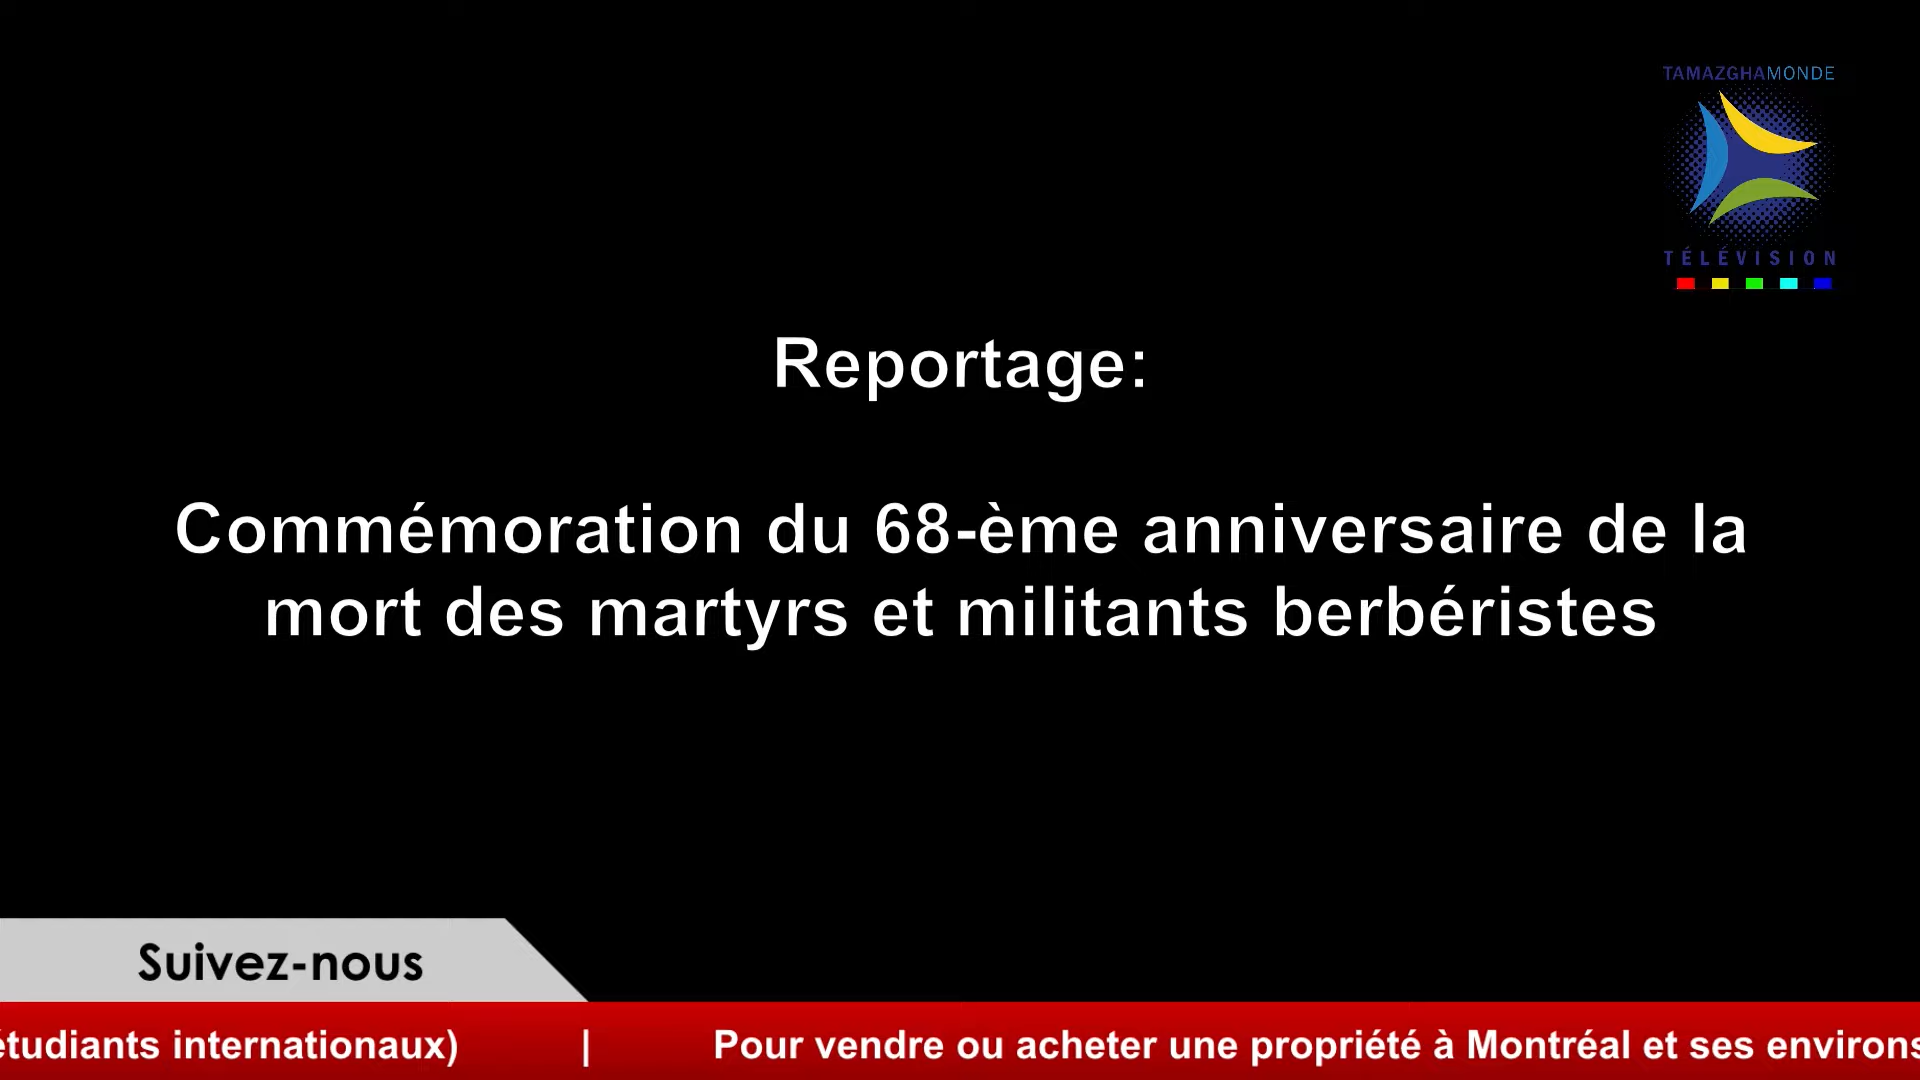 TAMAZGHAMONDE
TÉLÉVISION
Reportage:
Commémoration du 68-ème anniversaire de la
mort des martyrs et militants berbéristes
Suivez-nous
étudiants internationaux) | Pour vendre ou acheter une propriété à Montréal et ses environs